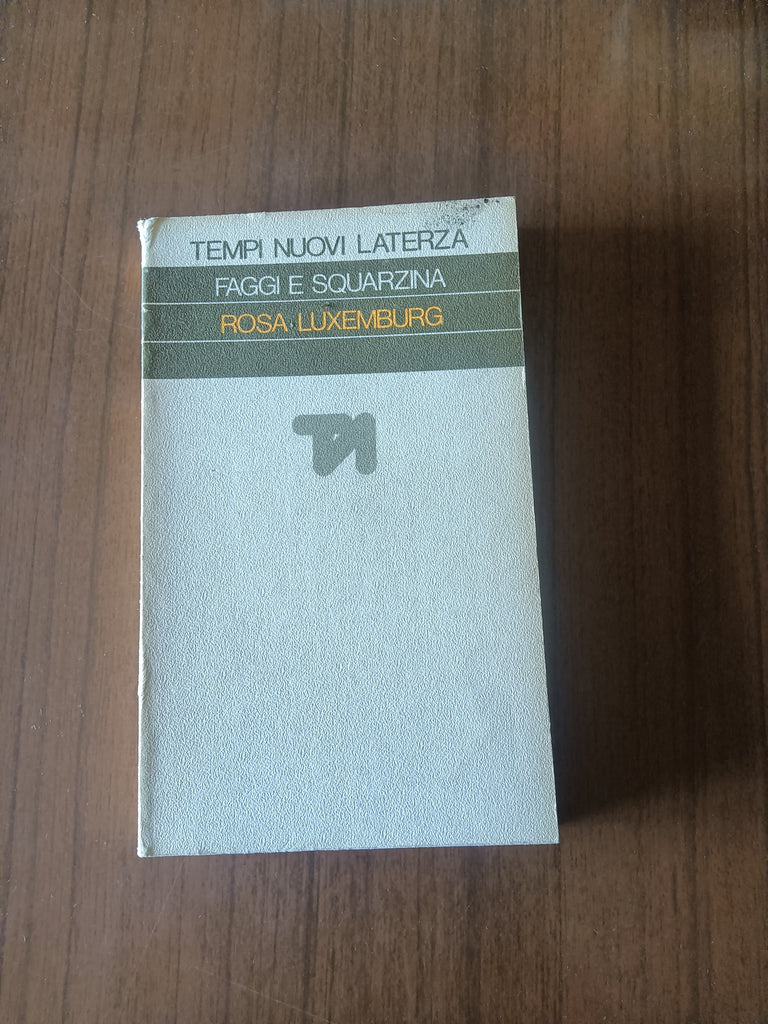 TEMPI NUOVI LATERZA
FAGGI E SQUARZINA
ROSA LUXEMBURG